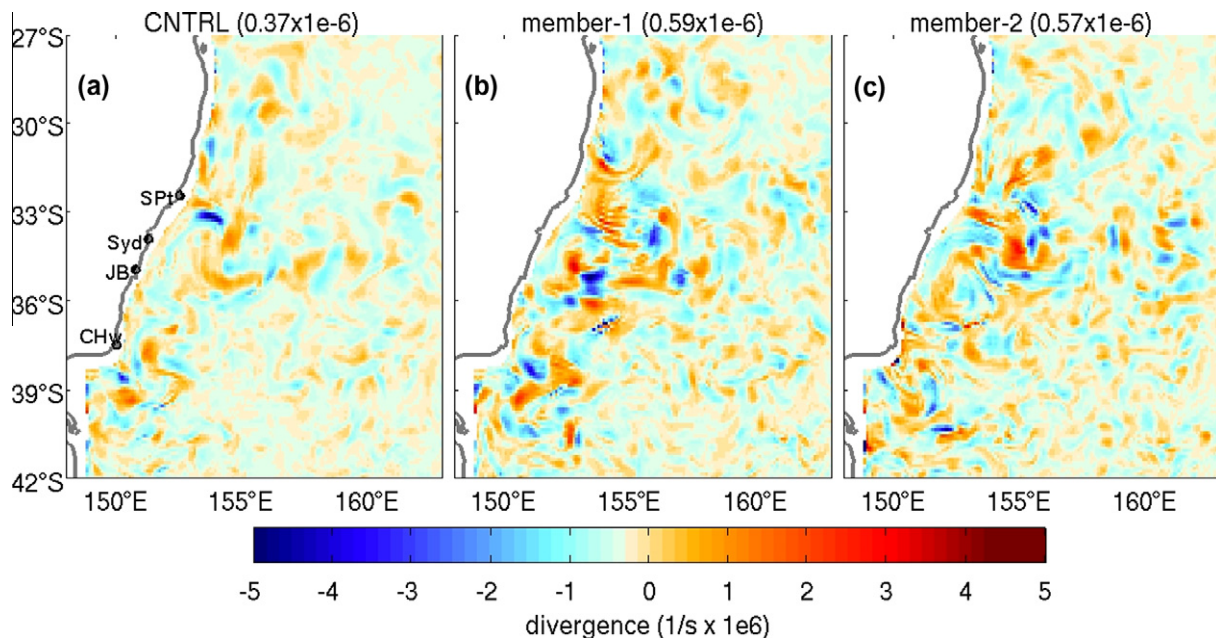 CNTRL (0.37x1e-6) member-1 (0.59x1e-6) member-2 (0.57x1e-6)
27°S
(a) (b) (c)
30°S
SPt
33°S
Syd
JB
36°S
CHw
39°S
42°S
150°E 155°E 160°E 150°E 155°E 160°E 150°E 155°E 160°E
-5 -4 -3 -2 -1 0 1 2 3 4 5
divergence (1/s x 1e6)